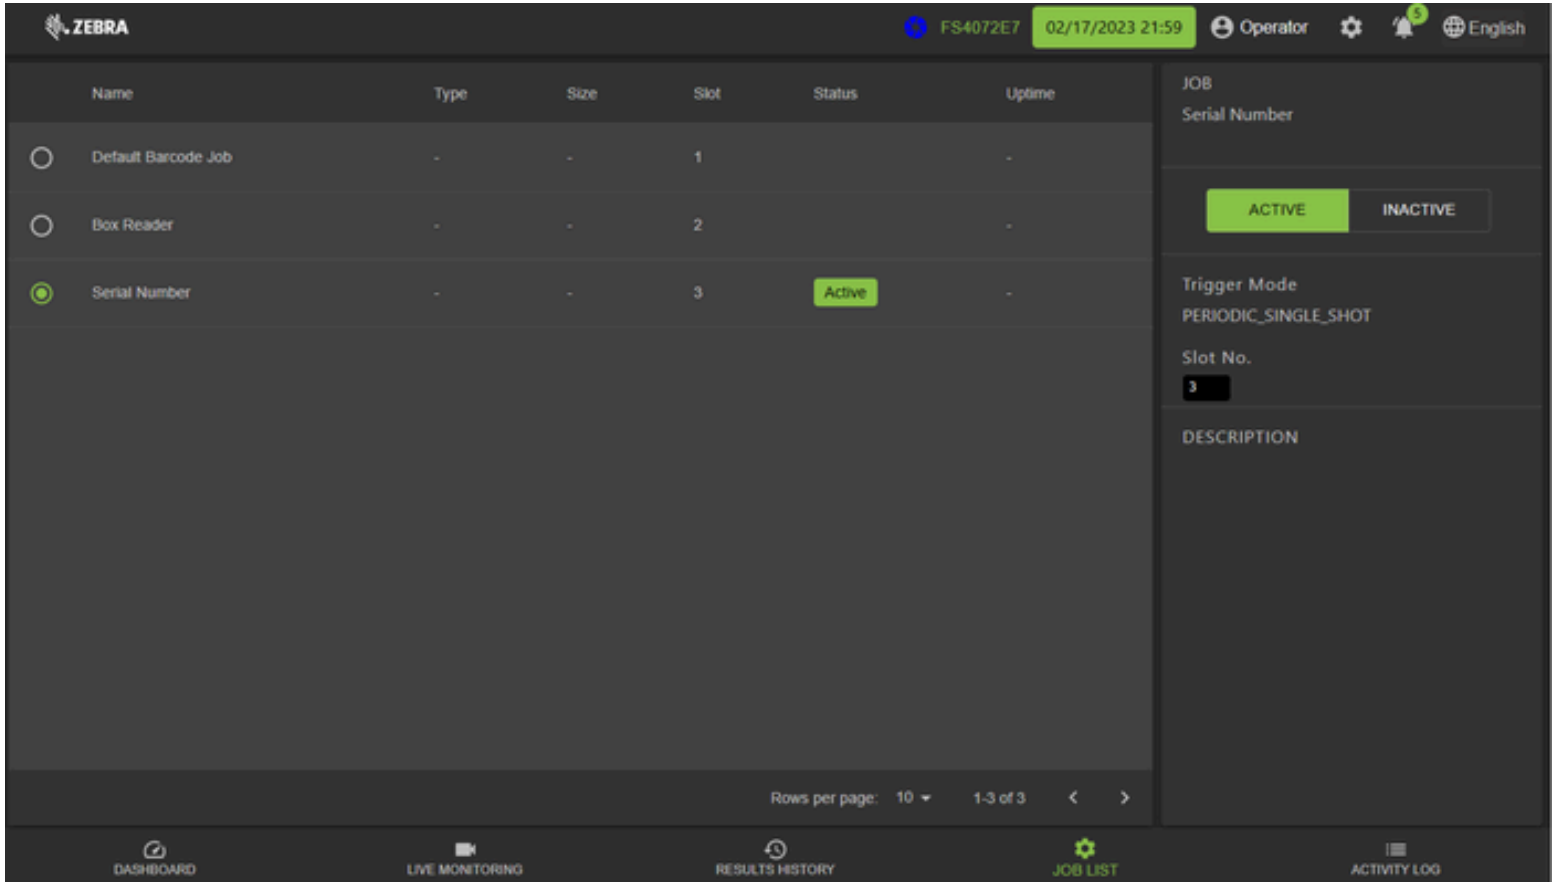 ZEBRA
FS4072E7
02/17/2023 21:59
Operator
5
English
Name Type Size Slot Status Uptime
Default Barcode Job - - 1 -
Box Reader - - 2 -
Serial Number - - 3 Active -
Rows per page: 10 1-3 of 3
JOB
Serial Number
ACTIVE INACTIVE
Trigger Mode
PERIODIC_SINGLE_SHOT
Slot No.
3
DESCRIPTION
DASHBOARD LIVE MONITORING RESULTS HISTORY JOB LIST ACTIVITY LOG